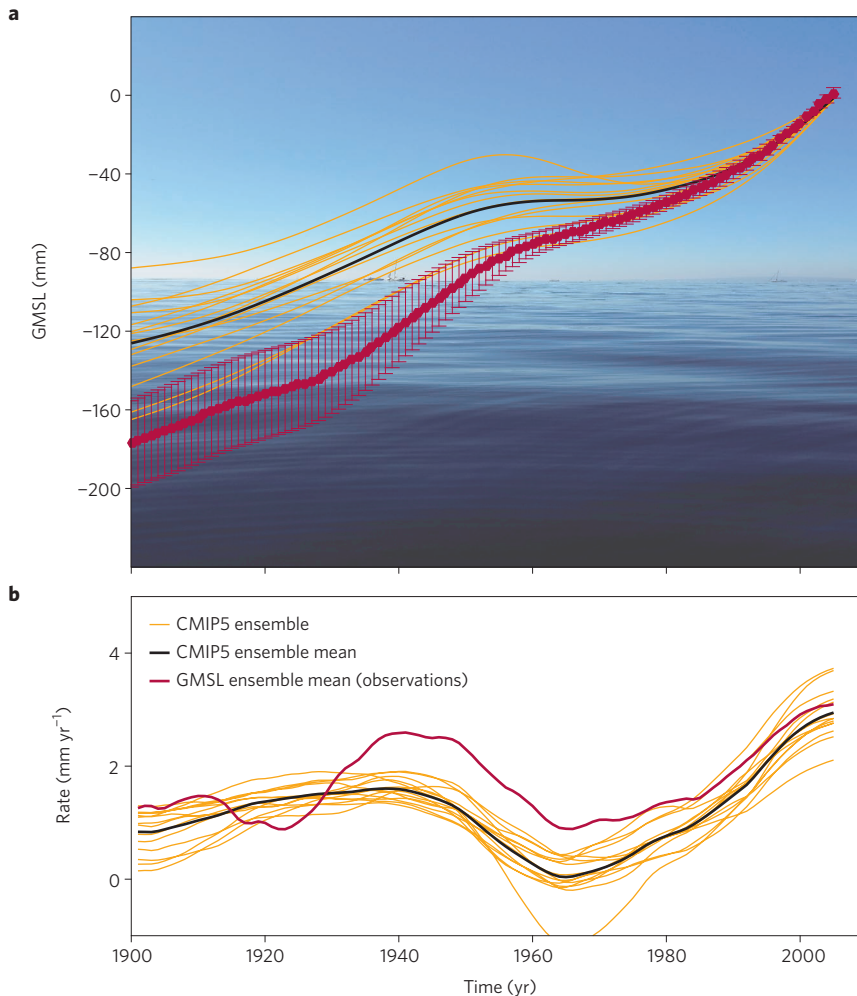 a
0
−40
−80
−120
−160
−200
GMSL (mm)
b
CMIP5 ensemble
CMIP5 ensemble mean
GMSL ensemble mean (observations)
4
2
0
Rate (mm yr⁻¹)
1900 1920 1940 1960 1980 2000
Time (yr)